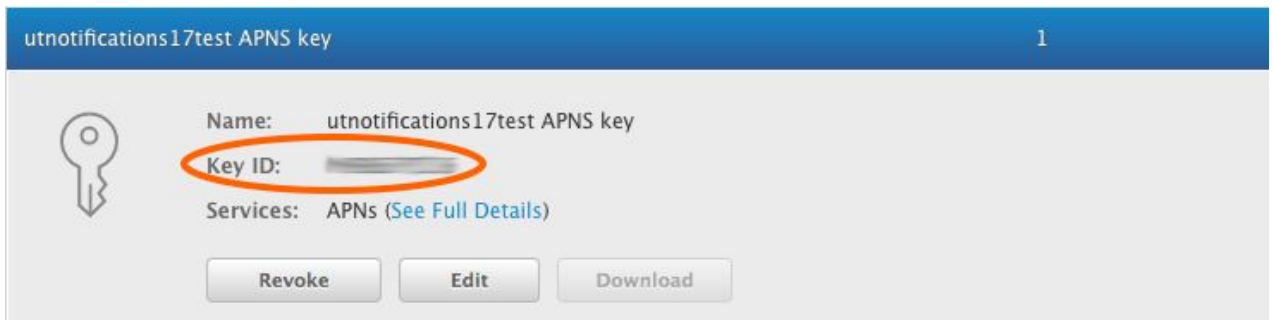 utnotifications17test APNS key 1
Name: utnotifications17test APNS key
Key ID:
Services: APNs (See Full Details)
Revoke Edit Download